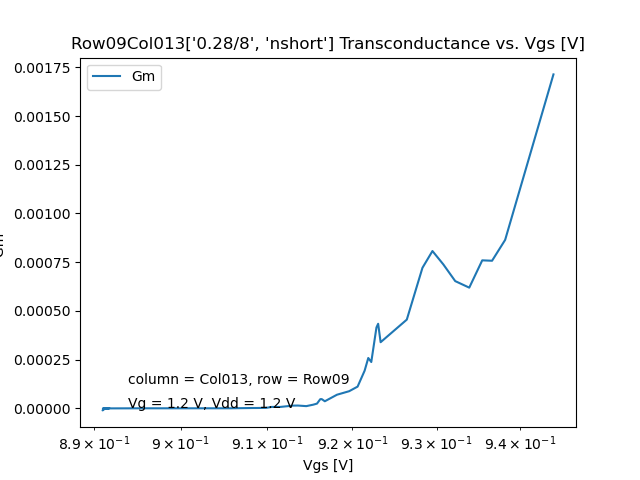 Row09Col013['0.28/8', 'nshort'] Transconductance vs. Vgs [V]
Gm
0.00175
0.00150
0.00125
0.00100
0.00075
0.00050
0.00025
0.00000
Gm
column = Col013, row = Row09
Vg = 1.2 V, Vdd = 1.2 V
8.9 × 10⁻¹ 9 × 10⁻¹ 9.1 × 10⁻¹ 9.2 × 10⁻¹ 9.3 × 10⁻¹ 9.4 × 10⁻¹
Vgs [V]